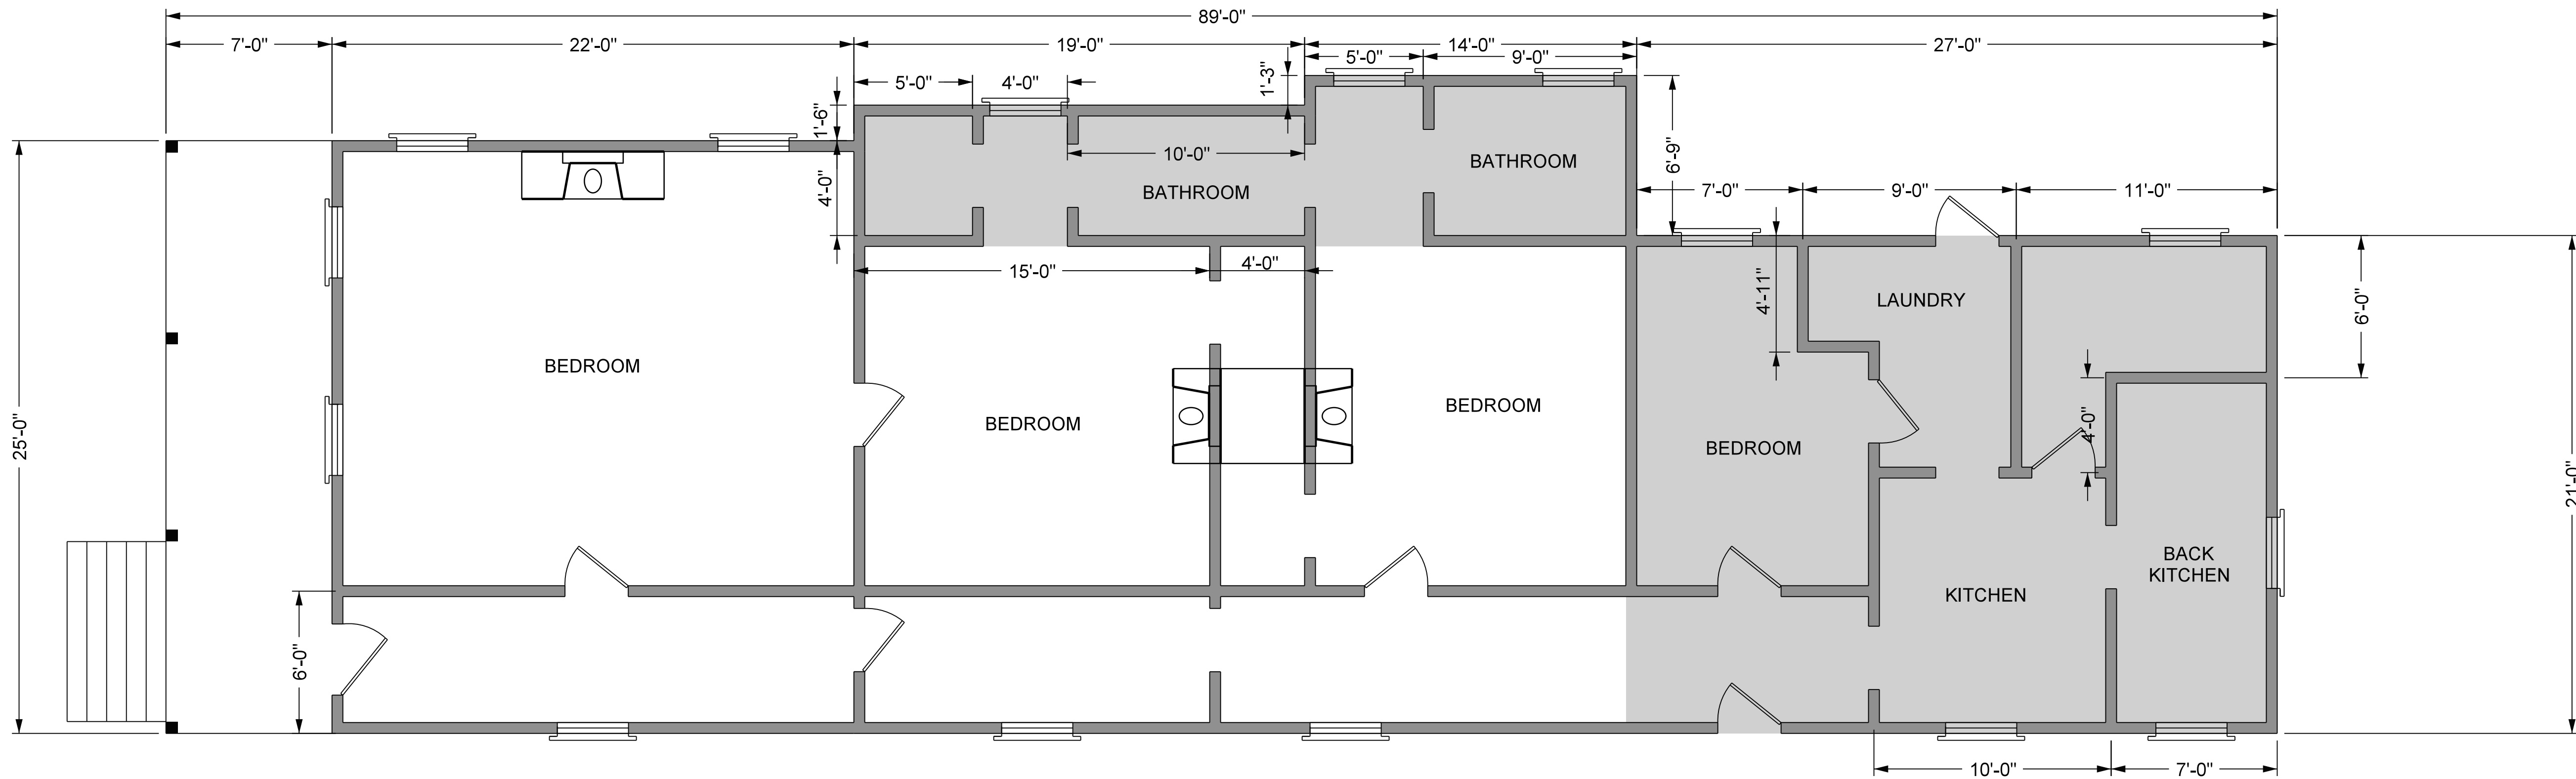 89'-0"
7'-0" 22'-0" 19'-0" 14'-0" 27'-0"
5'-0" 9'-0"
5'-0" 4'-0" 1'-3"
1'-6"
10'-0" BATHROOM 6'-9"
4'-0" BATHROOM 7'-0" 9'-0" 11'-0"
15'-0" 4'-0" 4'-11" LAUNDRY 6'-0"
BEDROOM
BEDROOM
BEDROOM
4'-0"
25'-0" BEDROOM 21'-0"
BACK
KITCHEN
KITCHEN
6'-0"
10'-0" 7'-0"